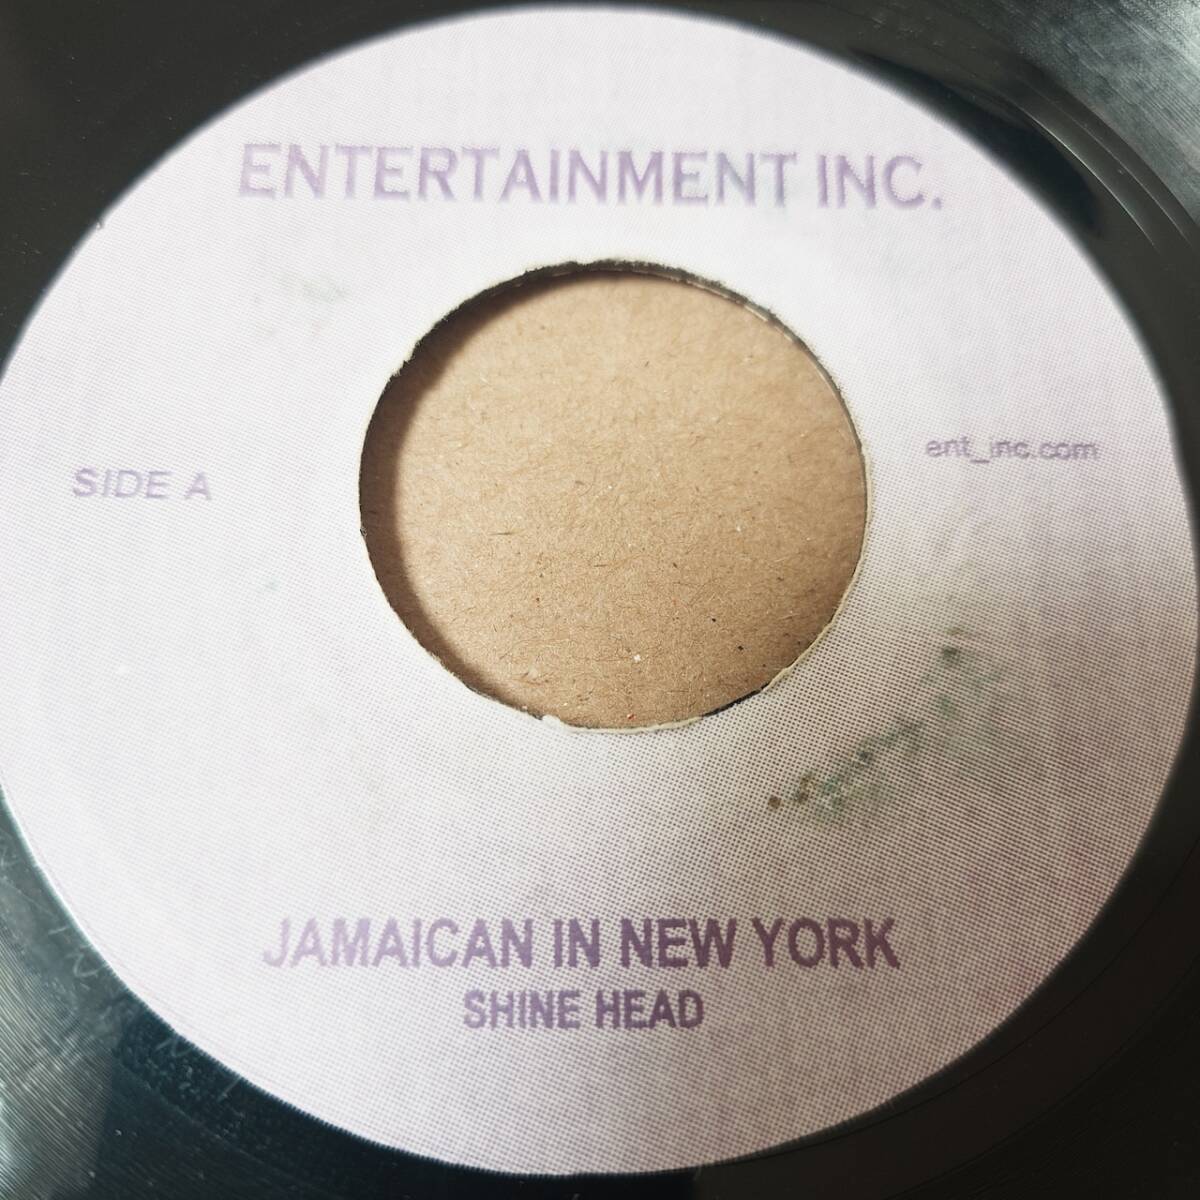 ENTERTAINMENT INC.
ent_inc.com
SIDE A
JAMAICAN IN NEW YORK
SHINE HEAD